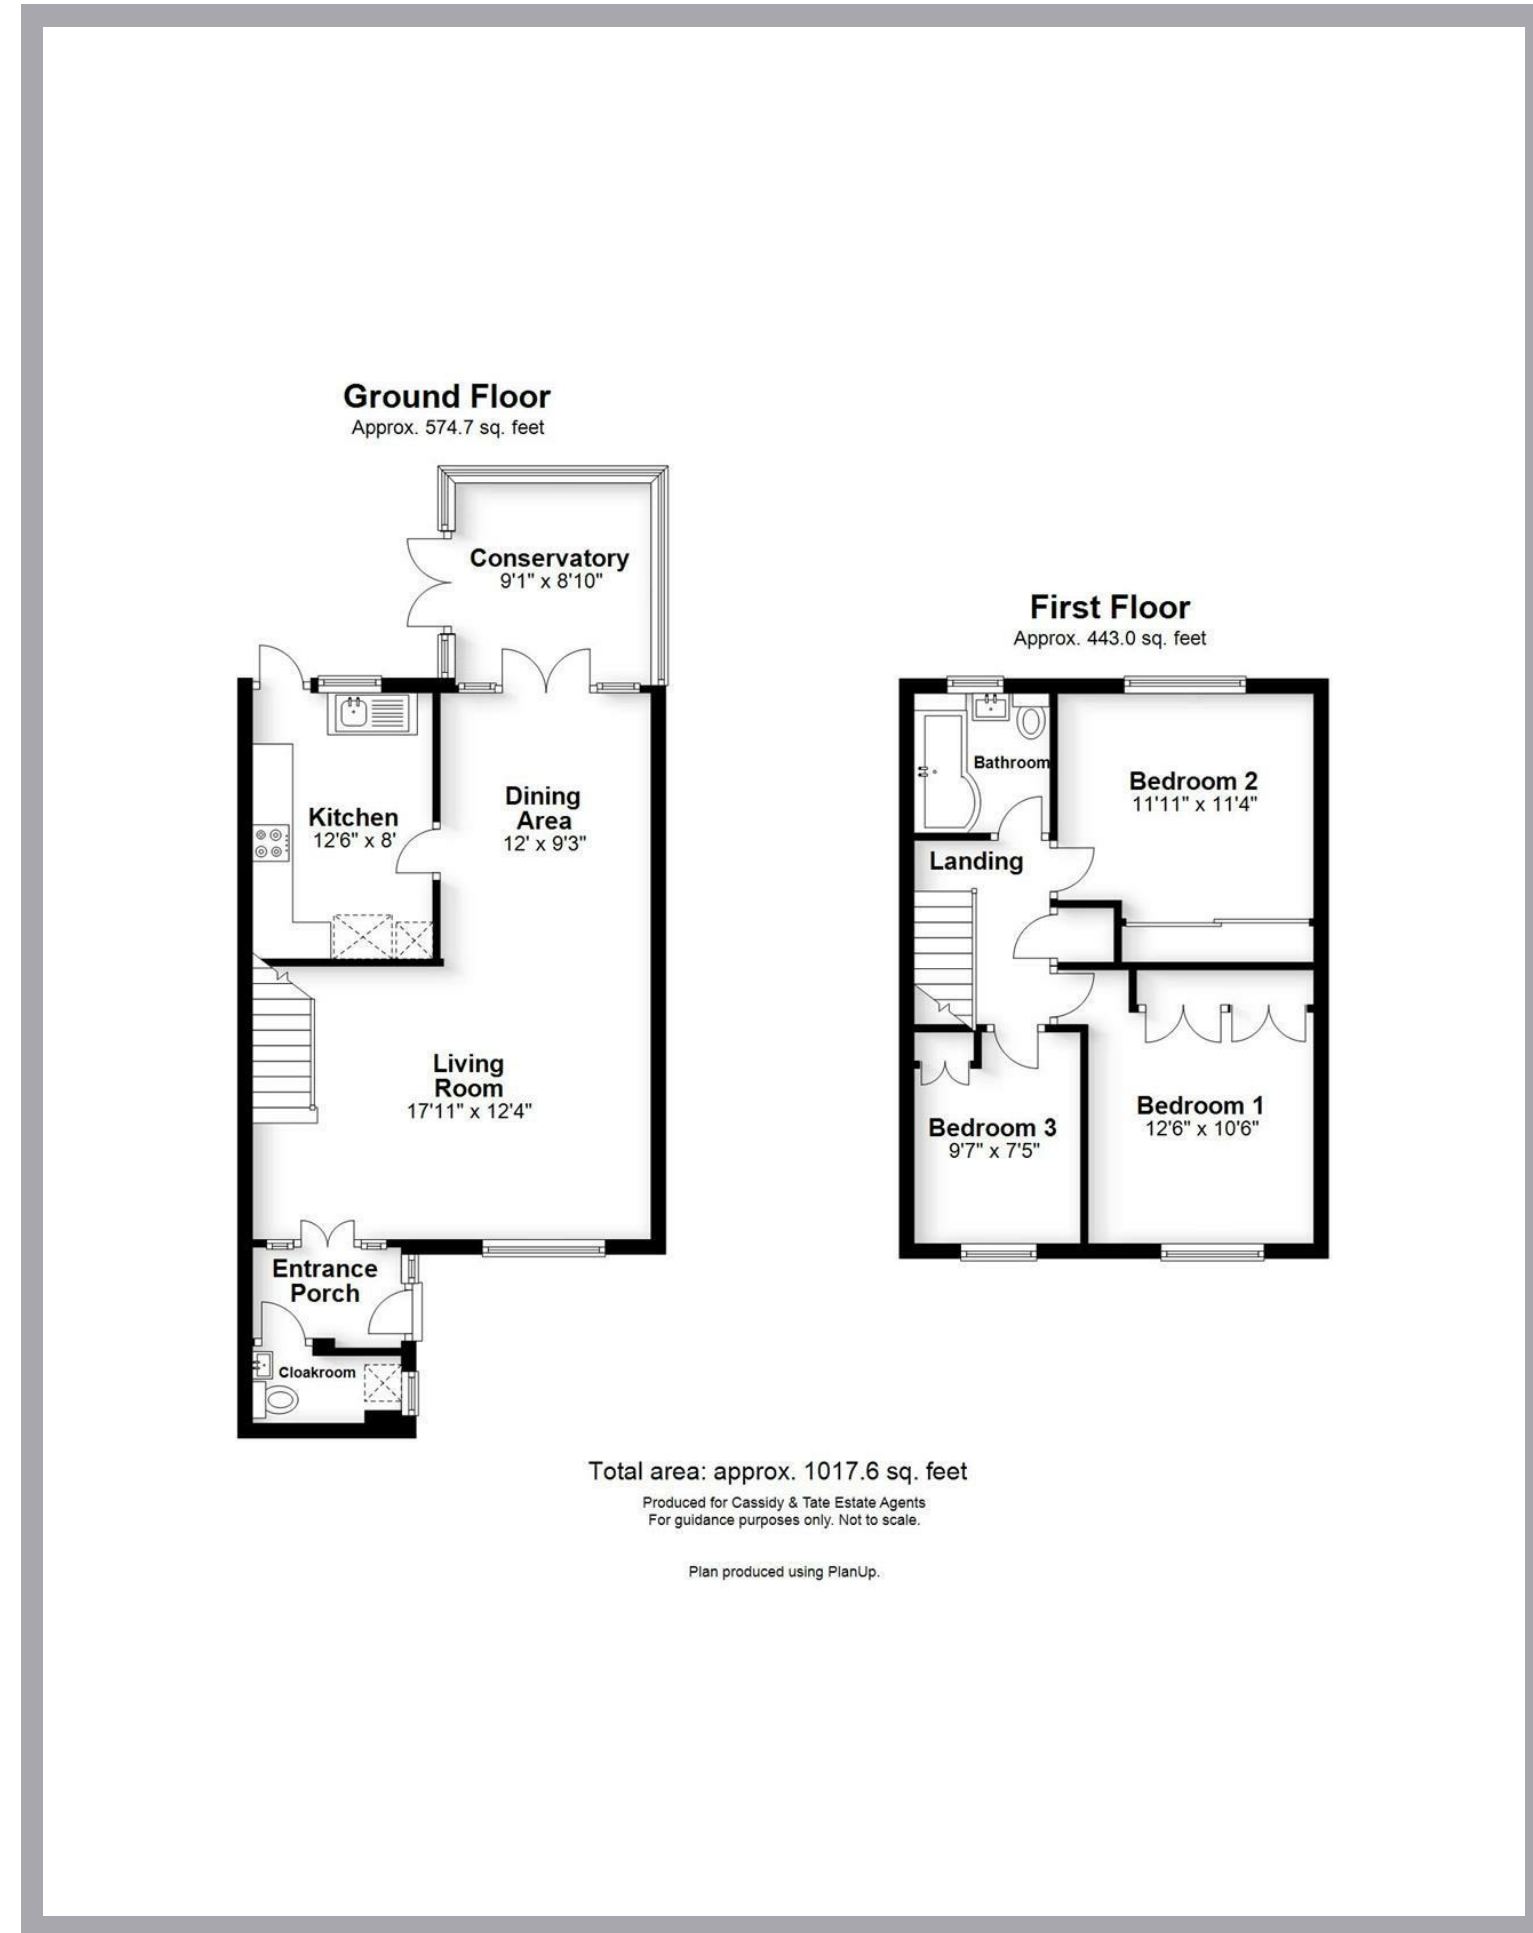 Ground Floor
Approx. 574.7 sq. feet
Conservatory
9'1" x 8'10"
Kitchen
12'6" x 8'
Dining
Area
12' x 9'3"
Living
Room
17'11" x 12'4"
Entrance
Porch
Cloakroom
First Floor
Approx. 443.0 sq. feet
Bathroom
Bedroom 2
11'11" x 11'4"
Landing
Bedroom 1
12'6" x 10'6"
Bedroom 3
9'7" x 7'5"
Total area: approx. 1017.6 sq. feet
Produced for Cassidy & Tate Estate Agents
For guidance purposes only. Not to scale.
Plan produced using PlanUp.